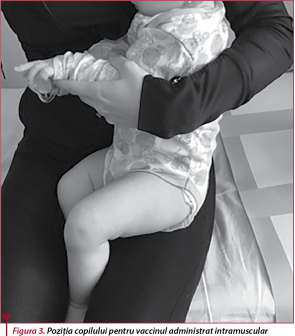 Figura 3. Poziția copilului pentru vaccinul administrat intramuscular